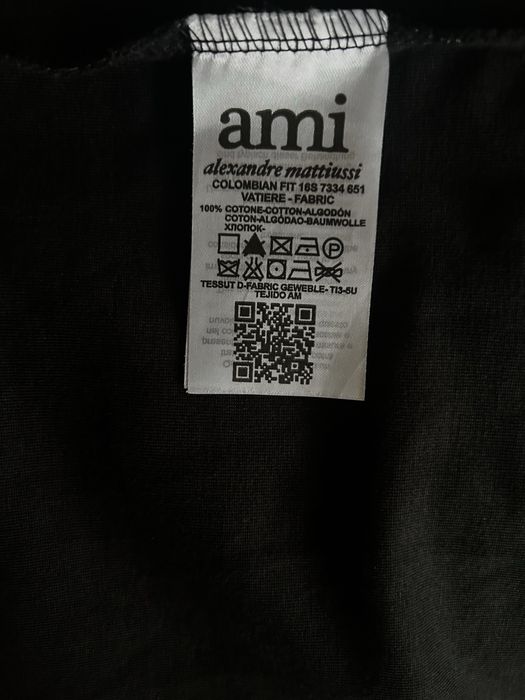 ami
alexandre mattiussi
COLOMBIAN FIT 16S 7334 651
VATIERE - FABRIC
100% COTONE-COTTON-ALGODÓN
COTON-ALGODÃO-BAUMWOLLE
ХЛОПОК-
P
TESSUT D-FABRIC GEWEBLE- TI3-5U
TEJIDO AM